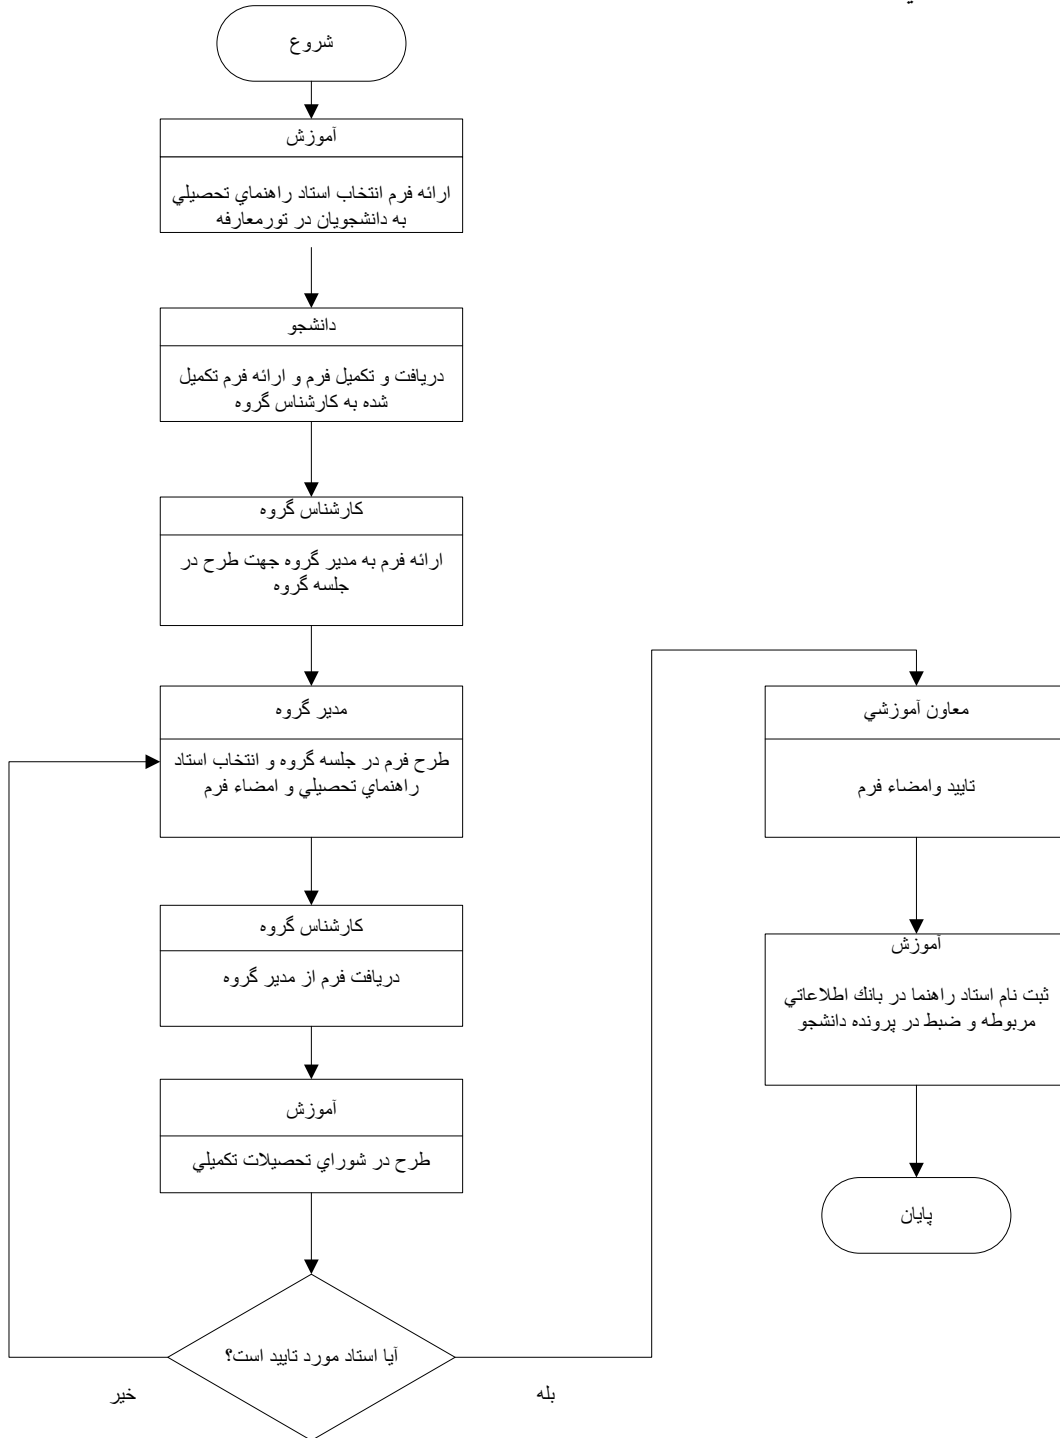 شروع
آموزش
ارائه فرم انتخاب استاد راهنماي تحصيلي
به دانشجويان در تورمعارفه
دانشجو
دريافت و تكميل فرم و ارائه فرم تكميل
شده به كارشناس گروه
كارشناس گروه
ارائه فرم به مدير گروه جهت طرح در
جلسه گروه
مدير گروه
طرح فرم در جلسه گروه و انتخاب استاد
راهنماي تحصيلي و امضاء فرم
كارشناس گروه
دريافت فرم از مدير گروه
آموزش
طرح در شوراي تحصيلات تكميلي
آيا استاد مورد تاييد است؟
خير
بله
معاون آموزشي
تاييد وامضاء فرم
آموزش
ثبت نام استاد راهنما در بانك اطلاعاتي
مربوطه و ضبط در پرونده دانشجو
پايان